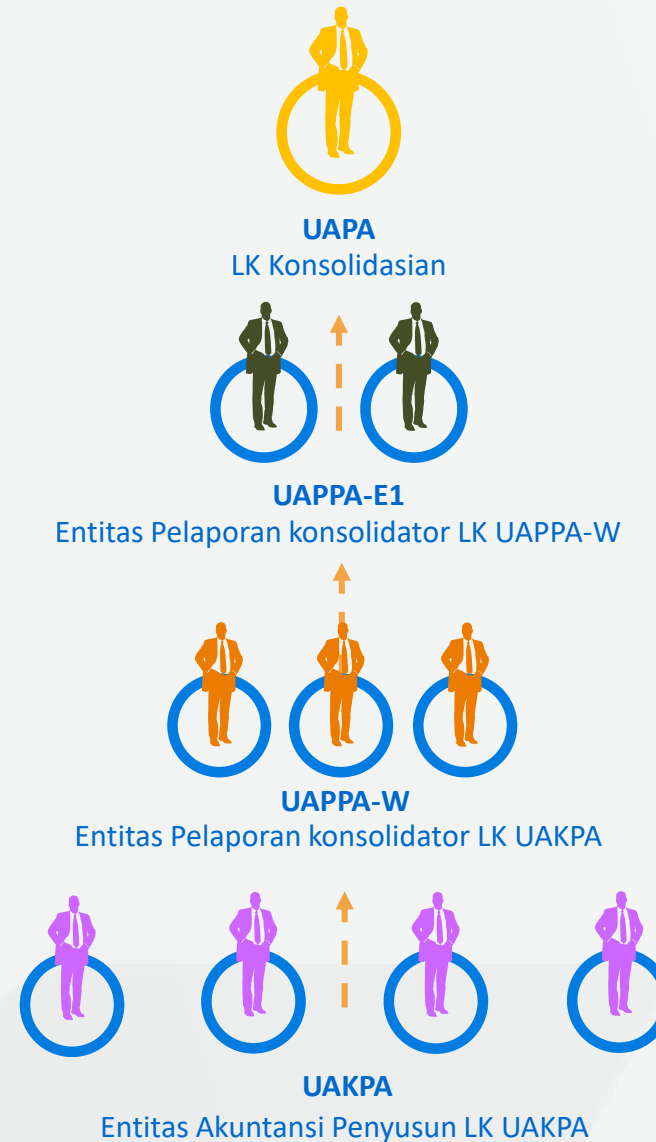 UAPA
LK Konsolidasian
UAPPA-E1
Entitas Pelaporan konsolidator LK UAPPA-W
UAPPA-W
Entitas Pelaporan konsolidator LK UAKPA
UAKPA
Entitas Akuntansi Penyusun LK UAKPA